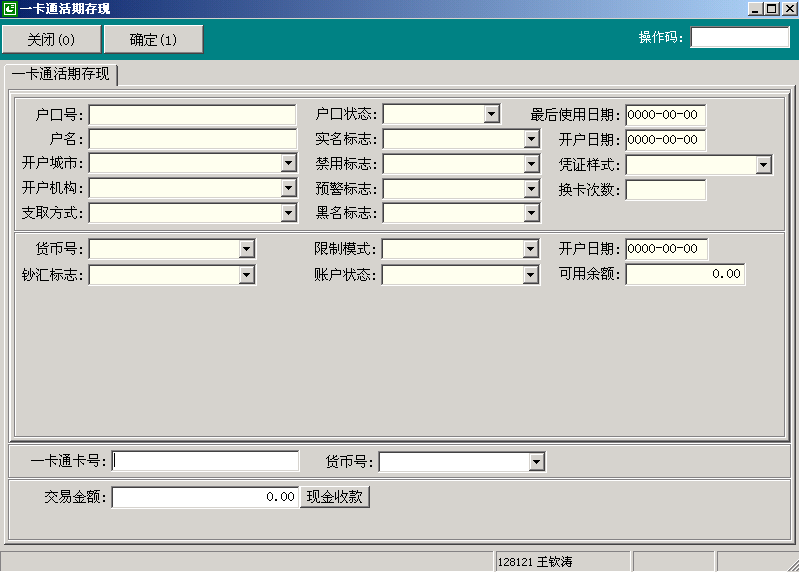 一卡通活期存现
关闭(0) 确定(1) 操作码:
一卡通活期存现
户口号: 户口状态: 最后使用日期: 0000-00-00
户名: 实名标志: 开户日期: 0000-00-00
开户城市: 禁用标志: 凭证样式:
开户机构: 预警标志: 换卡次数:
支取方式: 黑名标志:
货币号: 限制模式: 开户日期: 0000-00-00
钞汇标志: 账户状态: 可用余额: 0.00
一卡通卡号: 货币号:
交易金额: 0.00 现金收款
128121 王钦涛